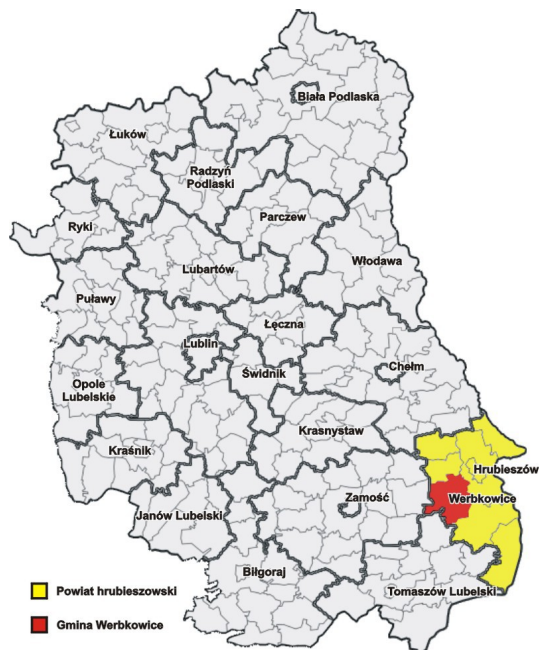 Biała Podlaska
Łuków
Radzyń
Podlaski
Parczew
Ryki
Włodawa
Lubartów
Puławy
Łęczna
Lublin
Chełm
Świdnik
Opole
Lubelskie
Krasnystaw
Kraśnik
Hrubieszów
Zamość
Werbkowice
Janów Lubelski
Biłgoraj
Tomaszów Lubelski
Powiat hrubieszowski
Gmina Werbkowice